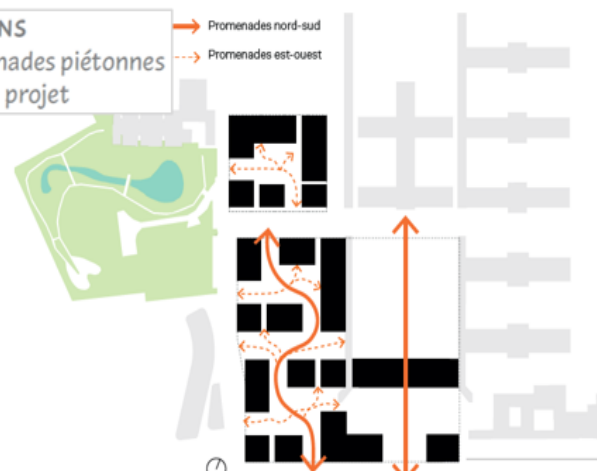 NS
nades piétonnes
projet
Promenades nord-sud
Promenades est-ouest